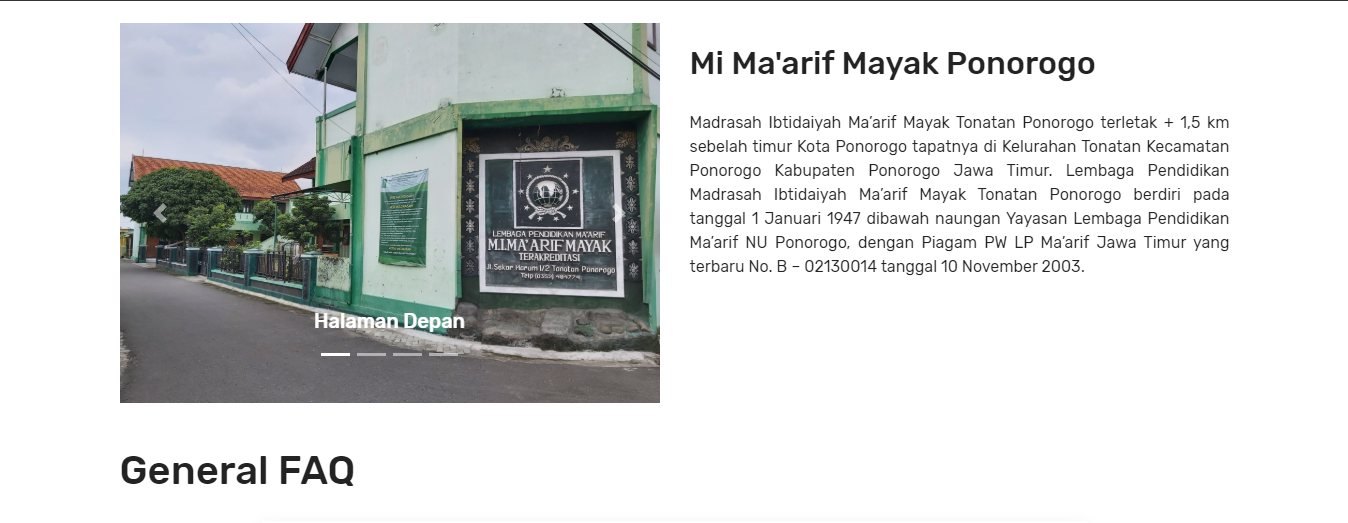 Mi Ma'arif Mayak Ponorogo
Madrasah Ibtidaiyah Ma’arif Mayak Tonatan Ponorogo terletak + 1,5 km
sebelah timur Kota Ponorogo tapatnya di Kelurahan Tonatan Kecamatan
Ponorogo Kabupaten Ponorogo Jawa Timur. Lembaga Pendidikan
Madrasah Ibtidaiyah Ma’arif Mayak Tonatan Ponorogo berdiri pada
tanggal 1 Januari 1947 dibawah naungan Yayasan Lembaga Pendidikan
Ma’arif NU Ponorogo, dengan Piagam PW LP Ma’arif Jawa Timur yang
terbaru No. B – 02130014 tanggal 10 November 2003.
LEMBAGA PENDIDIKAN MA'ARIF
M.I.MA'ARIF MAYAK
TERAKREDITASI
Jl.Sekar Harum 1/2 Tonatan Ponorogo
Telp (0352)
Halaman Depan
General FAQ